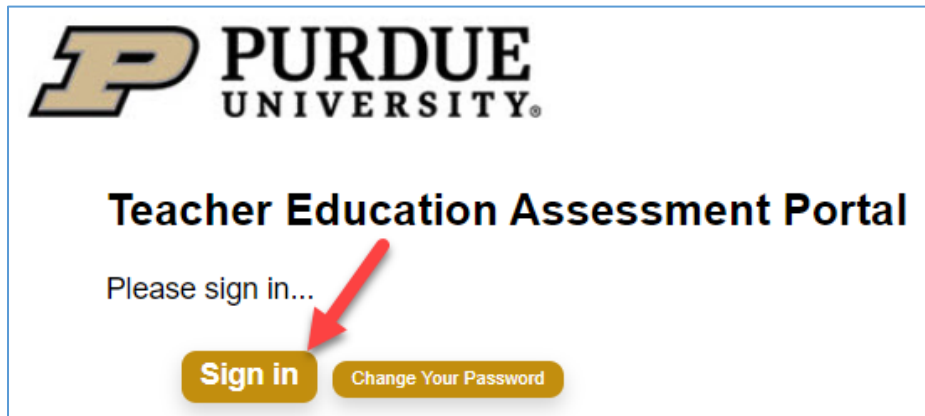 PURDUE
UNIVERSITY®
Teacher Education Assessment Portal
Please sign in...
Sign in
Change Your Password